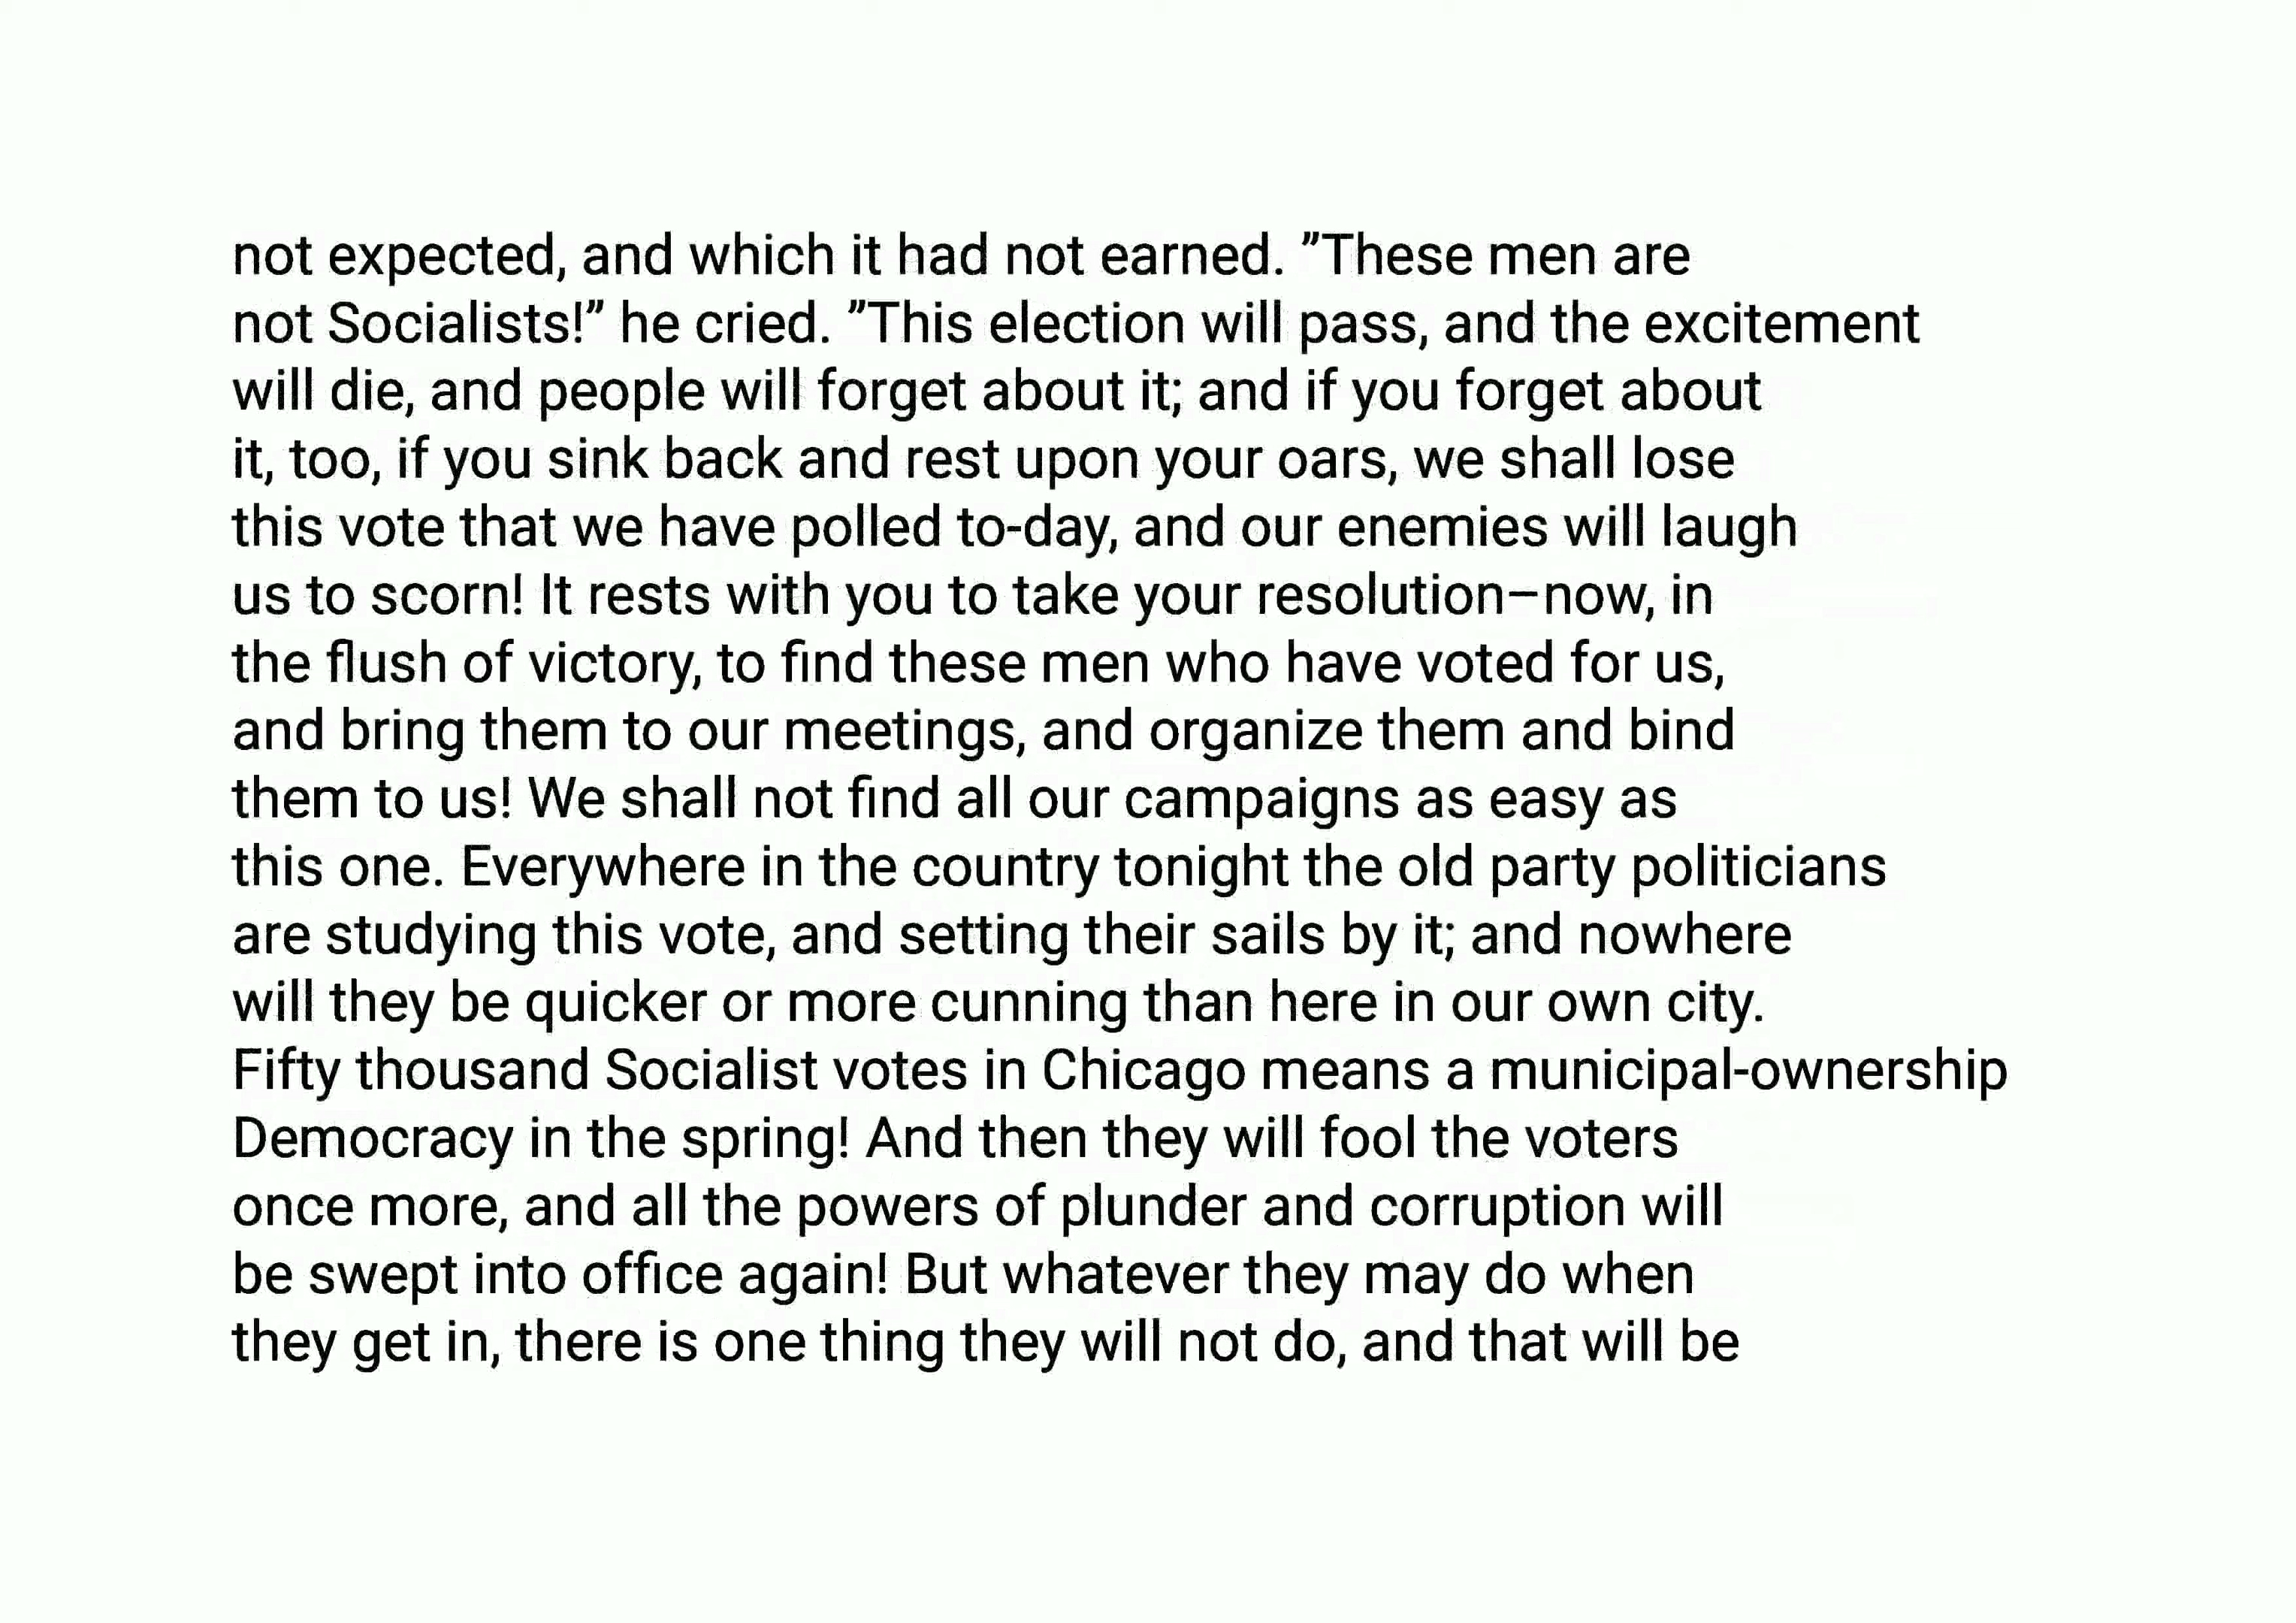 not expected, and which it had not earned. ”These men are
not Socialists!” he cried. ”This election will pass, and the excitement
will die, and people will forget about it; and if you forget about
it, too, if you sink back and rest upon your oars, we shall lose
this vote that we have polled to-day, and our enemies will laugh
us to scorn! It rests with you to take your resolution–now, in
the flush of victory, to find these men who have voted for us,
and bring them to our meetings, and organize them and bind
them to us! We shall not find all our campaigns as easy as
this one. Everywhere in the country tonight the old party politicians
are studying this vote, and setting their sails by it; and nowhere
will they be quicker or more cunning than here in our own city.
Fifty thousand Socialist votes in Chicago means a municipal-ownership
Democracy in the spring! And then they will fool the voters
once more, and all the powers of plunder and corruption will
be swept into office again! But whatever they may do when
they get in, there is one thing they will not do, and that will be